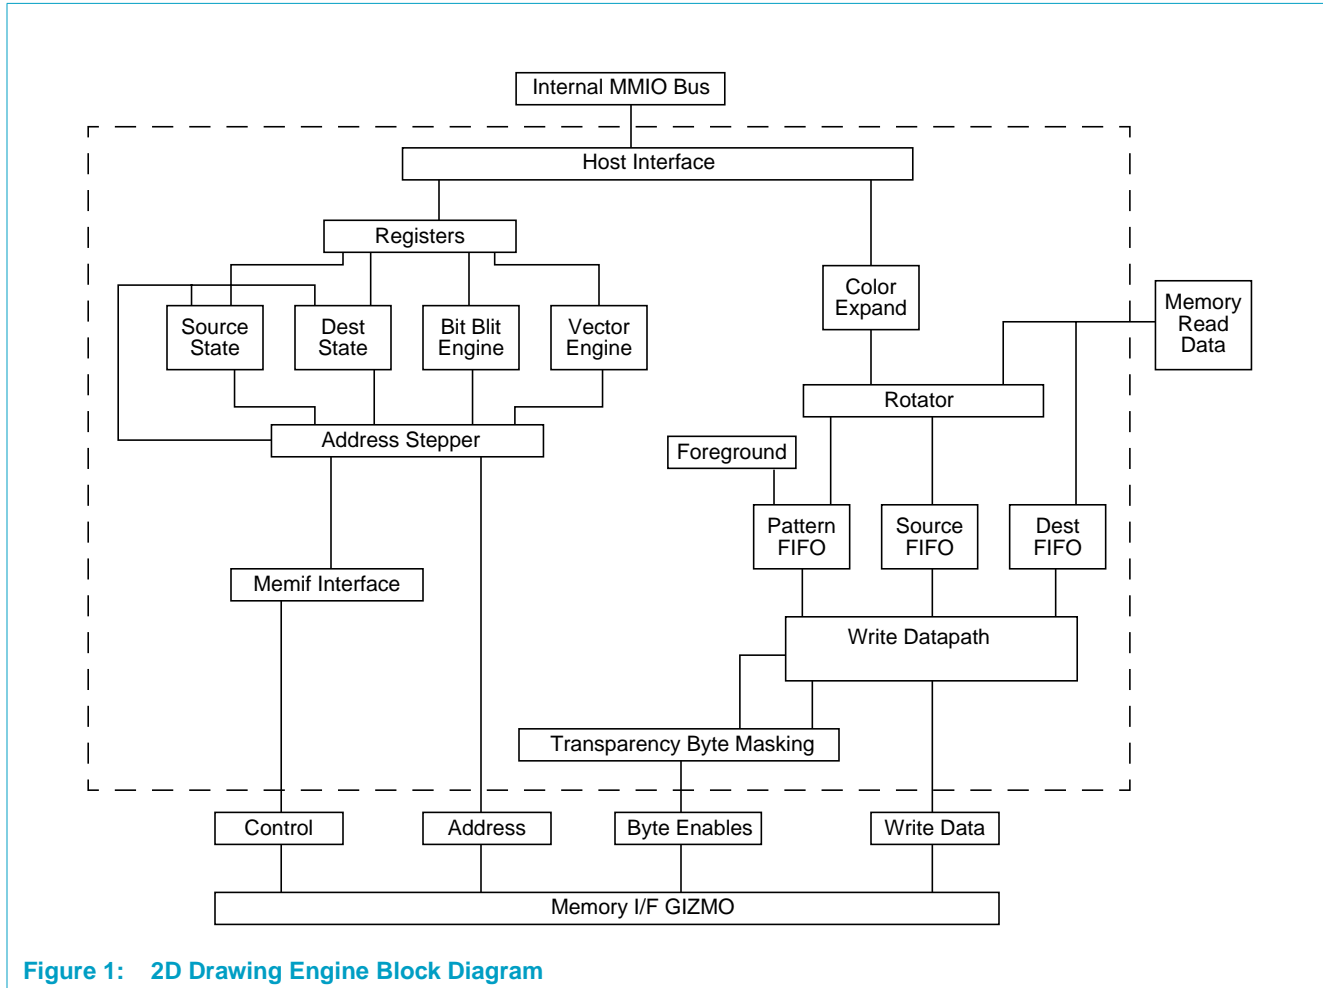 Internal MMIO Bus
Host Interface
Registers
Color
Expand
Memory
Read
Data
Source
State
Dest
State
Bit Blit
Engine
Vector
Engine
Rotator
Address Stepper
Foreground
Pattern
FIFO
Source
FIFO
Dest
FIFO
Memif Interface
Write Datapath
Transparency Byte Masking
Control
Address
Byte Enables
Write Data
Memory I/F GIZMO
Figure 1: 2D Drawing Engine Block Diagram